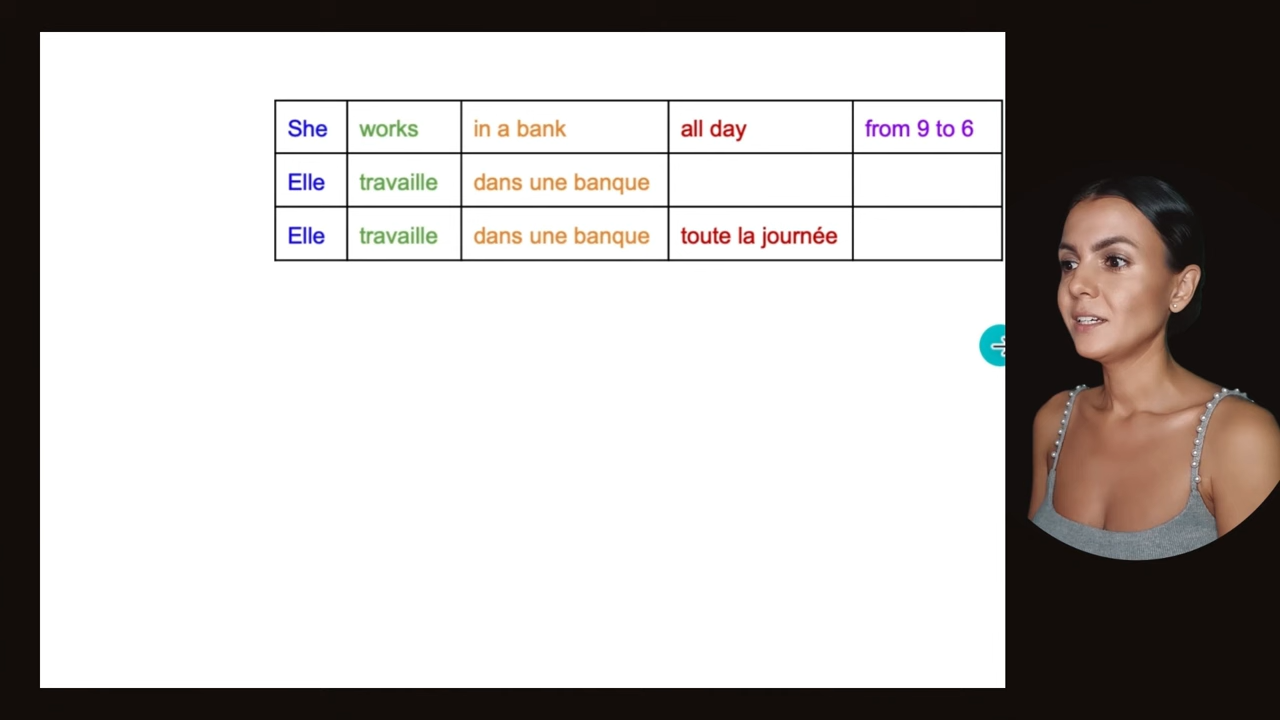 She works in a bank all day from 9 to 6
Elle travaille dans une banque
Elle travaille dans une banque toute la journée